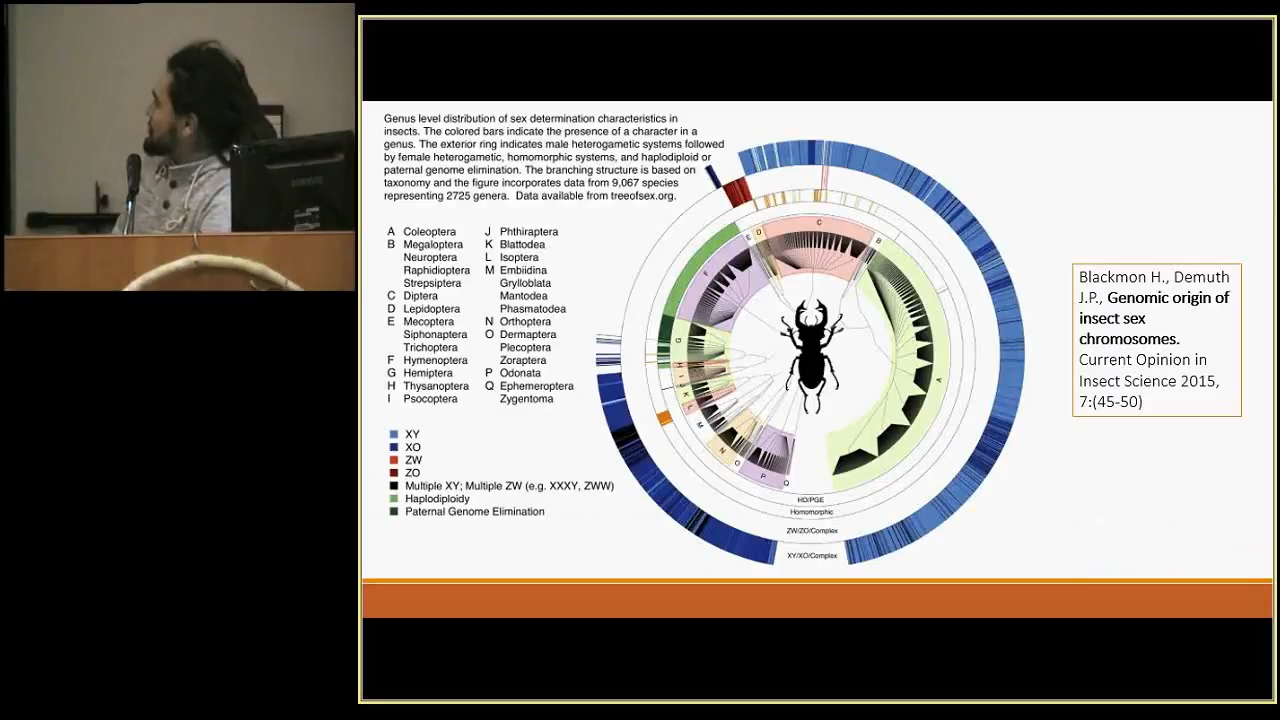 Genus level distribution of sex determination characteristics in
insects. The colored bars indicate the presence of a character in a
genus. The exterior ring indicates male heterogametic systems followed
by female heterogametic, homomorphic systems, and haplodiploid or
paternal genome elimination. The branching structure is based on
taxonomy and the figure incorporates data from 9,067 species
representing 2725 genera. Data available from treeofsex.org.
A Coleoptera
B Megaloptera
Neuroptera
Raphidioptera
Strepsiptera
C Diptera
D Lepidoptera
E Mecoptera
Siphonaptera
Trichoptera
F Hymenoptera
G Hemiptera
H Thysanoptera
I Psocoptera
J Phthiraptera
K Blattodea
L Isoptera
M Embiidina
Grylloblata
Mantodea
Phasmatodea
N Orthoptera
O Dermaptera
Plecoptera
Zoraptera
P Odonata
Q Ephemeroptera
Zygentoma
XY
XO
ZW
ZO
Multiple XY; Multiple ZW (e.g. XXXY, ZWW)
Haplodiploidy
Paternal Genome Elimination
A
B
C
D
E
F
G
H
I
K
L
M
N
O
P
Q
HD/PGE
Homomorphic
ZW/ZO/Complex
XY/XO/Complex
Blackmon H., Demuth
J.P., Genomic origin of
insect sex
chromosomes.
Current Opinion in
Insect Science 2015,
7:(45-50)